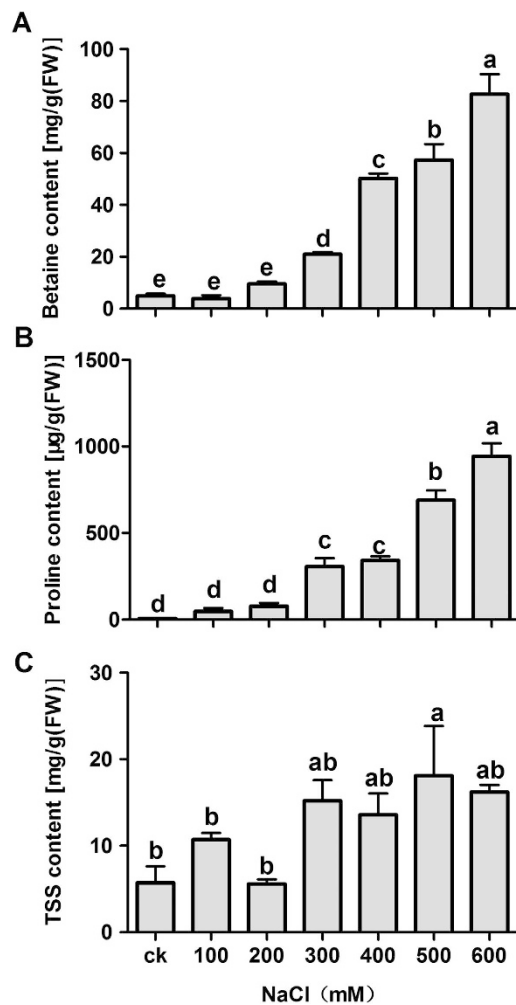 A
Betaine content [mg/g(FW)]
100
80
60
40
20
0
e
e
e
d
c
b
a
B
Proline content [µg/g(FW)]
1500
1000
500
0
d
d
d
c
c
b
a
C
TSS content [mg/g(FW)]
30
20
10
0
b
b
b
ab
ab
a
ab
ck 100 200 300 400 500 600
NaCl（mM）